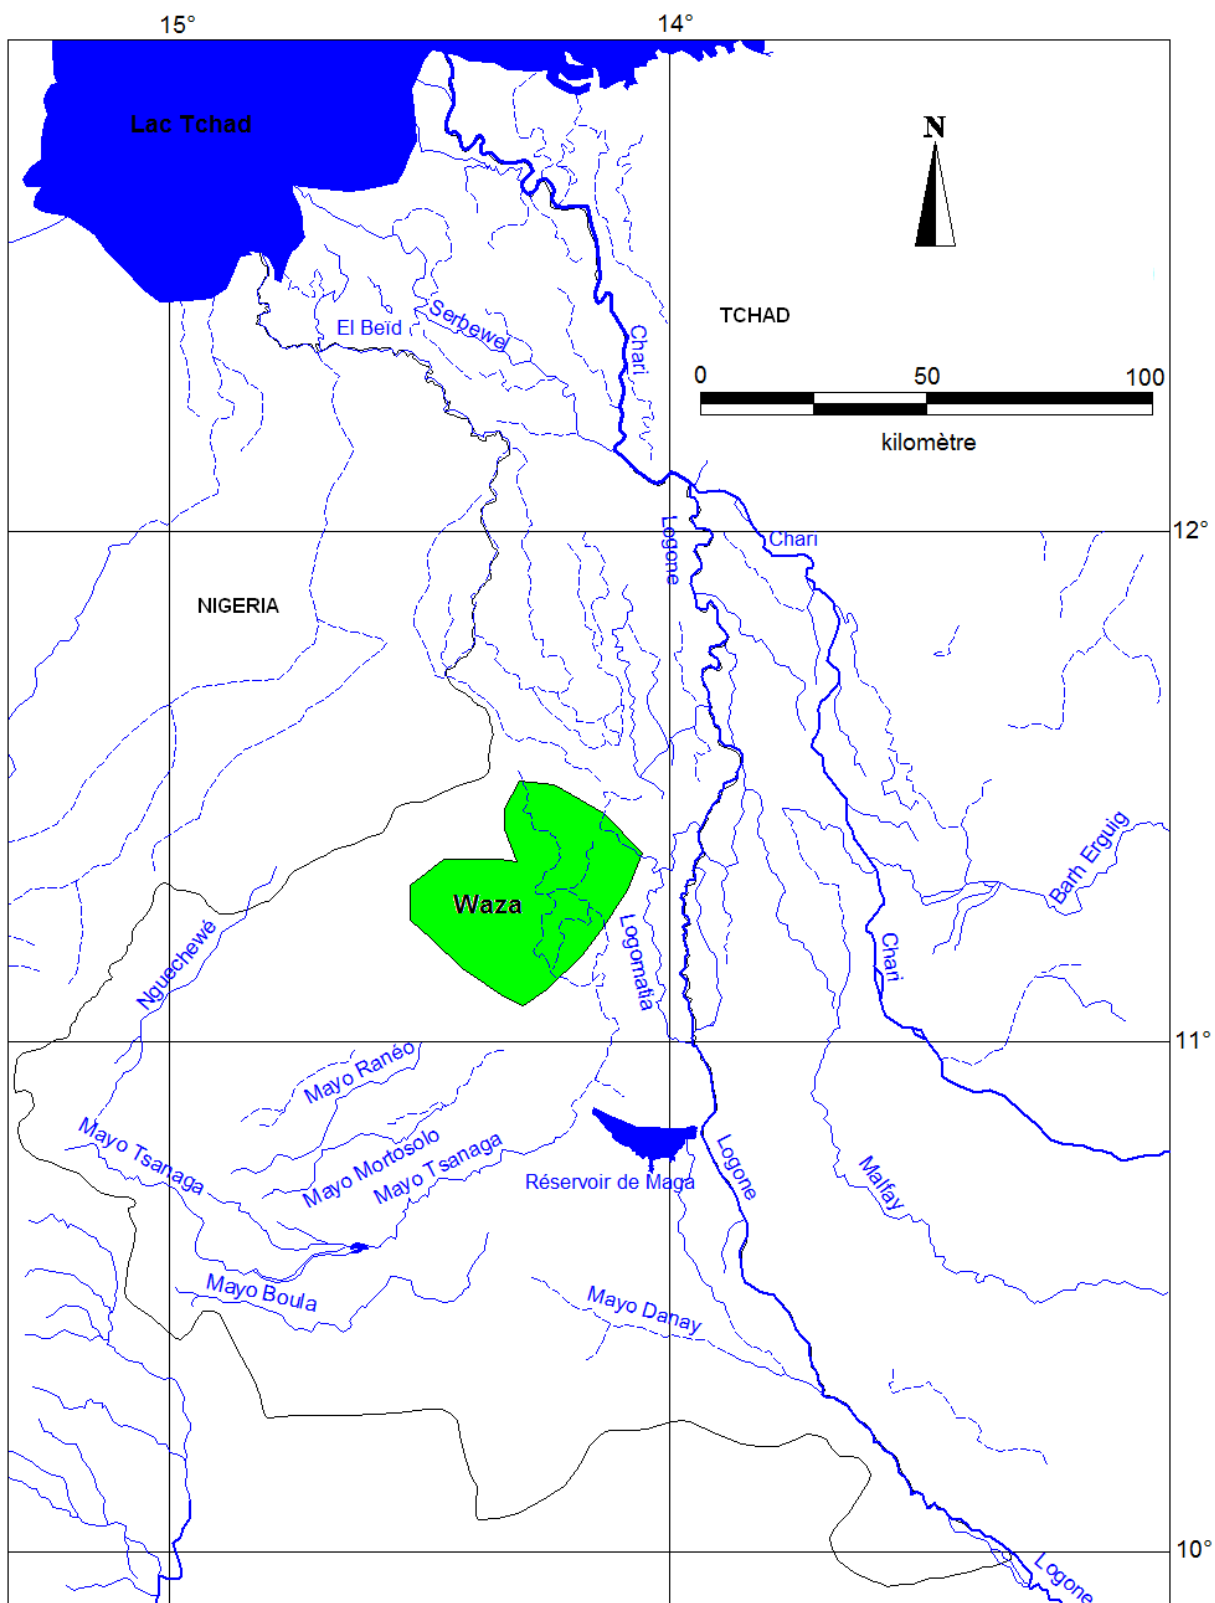 15°
14°
Lac Tchad
N
TCHAD
El Beïd
Serbewel
Chari
0
50
100
kilomètre
Logone
Chari
12°
NIGERIA
Barh Erguig
Waza
Logomatia
Nguechewé
Chari
11°
Mayo Ranéo
Mayo Tsanaga
Mayo Mortosolo
Mayo Tsanaga
Réservoir de Maga
Logone
Malfay
Mayo Boula
Mayo Danay
10°
Logone